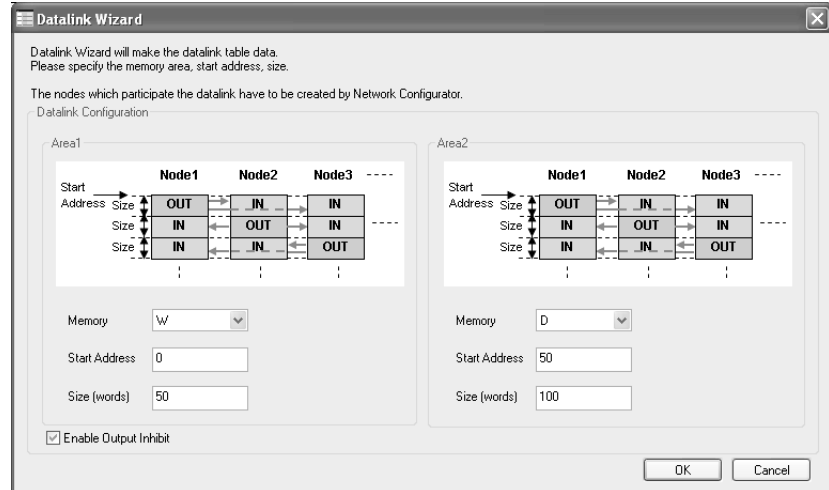 Datalink Wizard
Datalink Wizard will make the datalink table data.
Please specify the memory area, start address, size.
The nodes which participate the datalink have to be created by Network Configurator.
Datalink Configuration
Area1
Node1 Node2 Node3
Start
Address Size OUT IN IN
Size IN OUT IN
Size IN IN OUT
Memory W
Start Address 0
Size (words) 50
Area2
Node1 Node2 Node3
Start
Address Size OUT IN IN
Size IN OUT IN
Size IN IN OUT
Memory D
Start Address 50
Size (words) 100
Enable Output Inhibit
OK Cancel